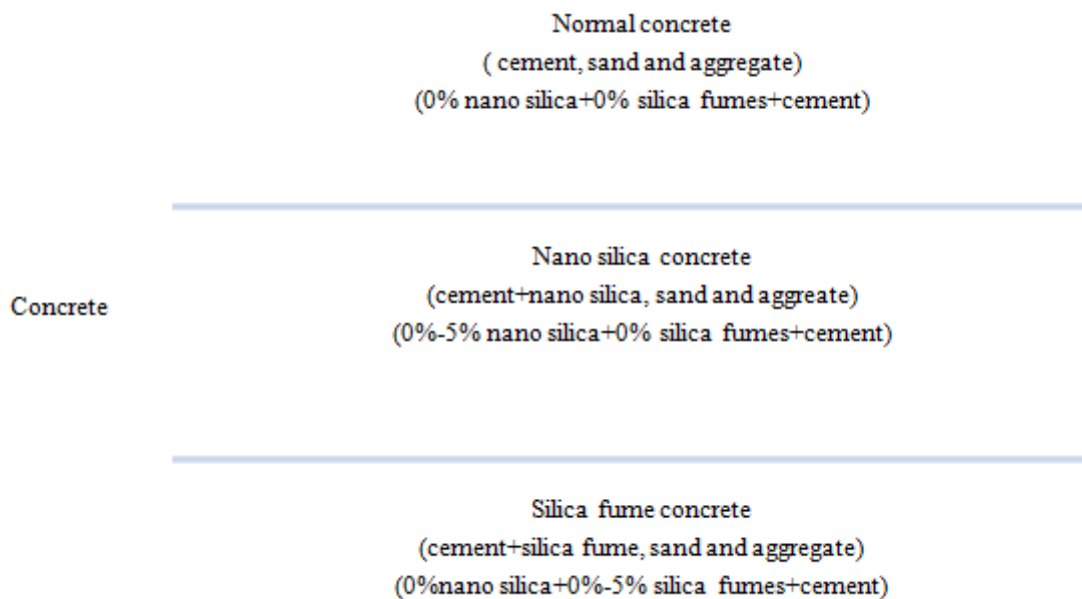 Normal concrete
( cement, sand and aggregate)
(0% nano silica+0% silica fumes+cement)
Concrete
Nano silica concrete
(cement+nano silica, sand and aggreate)
(0%-5% nano silica+0% silica fumes+cement)
Silica fume concrete
(cement+silica fume, sand and aggregate)
(0%nano silica+0%-5% silica fumes+cement)